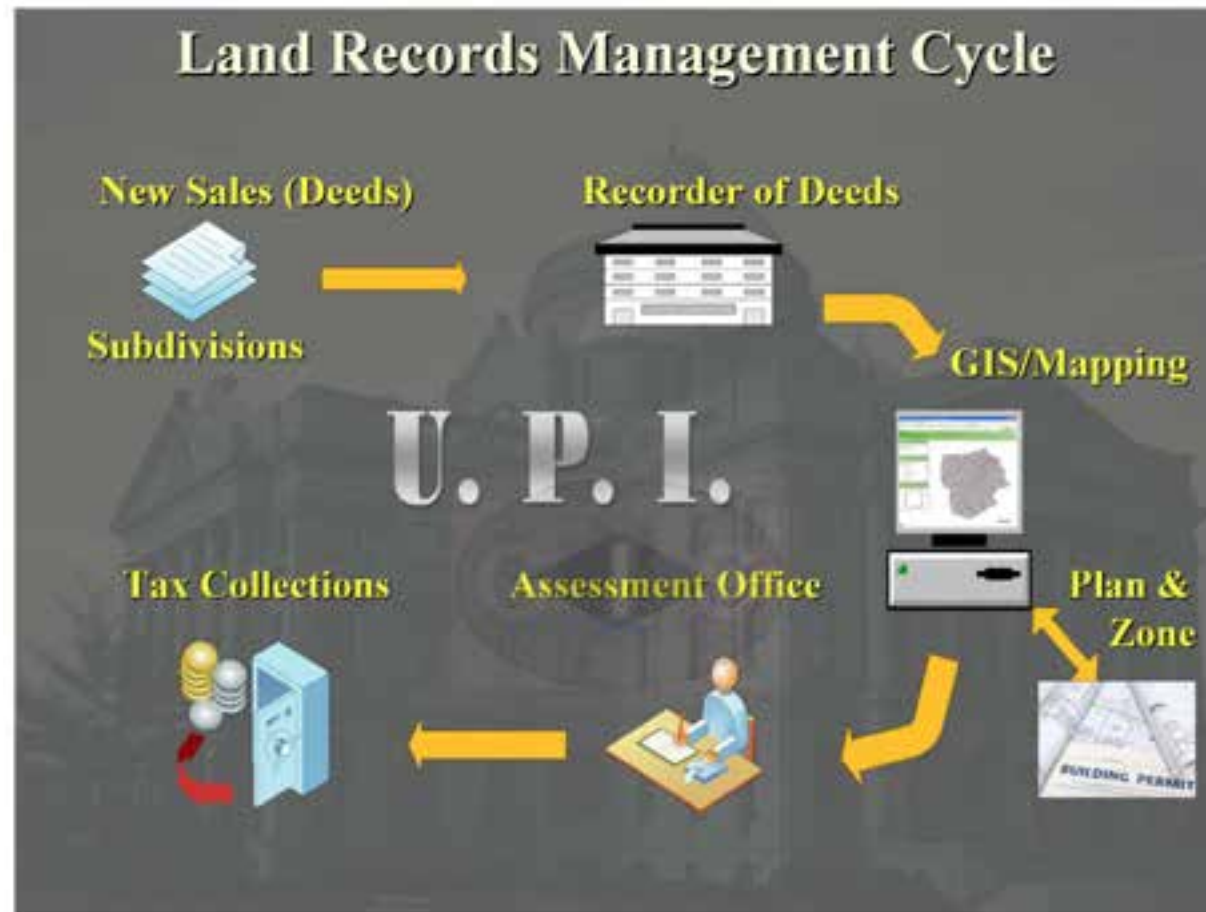 Land Records Management Cycle
New Sales (Deeds)
Subdivisions
Recorder of Deeds
GIS/Mapping
U. P. I.
Plan &
Zone
BUILDING PERMIT
Assessment Office
Tax Collections